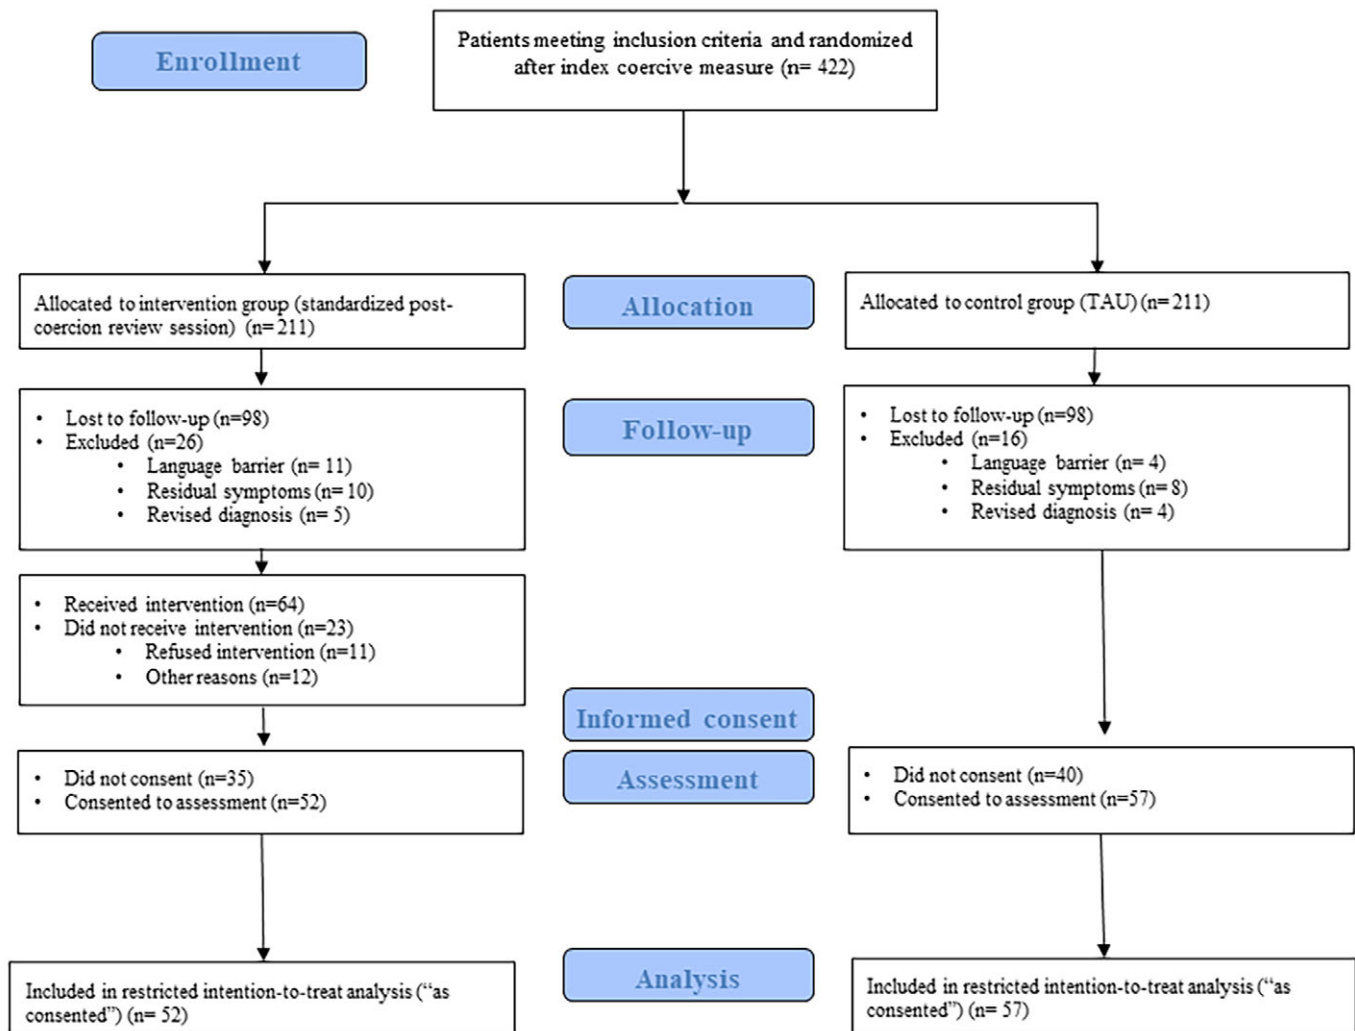 Enrollment
Patients meeting inclusion criteria and randomized
after index coercive measure (n= 422)
Allocated to intervention group (standardized post-
coercion review session) (n= 211)
Allocation
Allocated to control group (TAU) (n= 211)
• Lost to follow-up (n=98)
• Excluded (n=26)
• Language barrier (n= 11)
• Residual symptoms (n= 10)
• Revised diagnosis (n= 5)
Follow-up
• Lost to follow-up (n=98)
• Excluded (n=16)
• Language barrier (n= 4)
• Residual symptoms (n= 8)
• Revised diagnosis (n= 4)
• Received intervention (n=64)
• Did not receive intervention (n=23)
• Refused intervention (n=11)
• Other reasons (n=12)
Informed consent
• Did not consent (n=35)
• Consented to assessment (n=52)
Assessment
• Did not consent (n=40)
• Consented to assessment (n=57)
Included in restricted intention-to-treat analysis (“as
consented”) (n= 52)
Analysis
Included in restricted intention-to-treat analysis (“as
consented”) (n= 57)